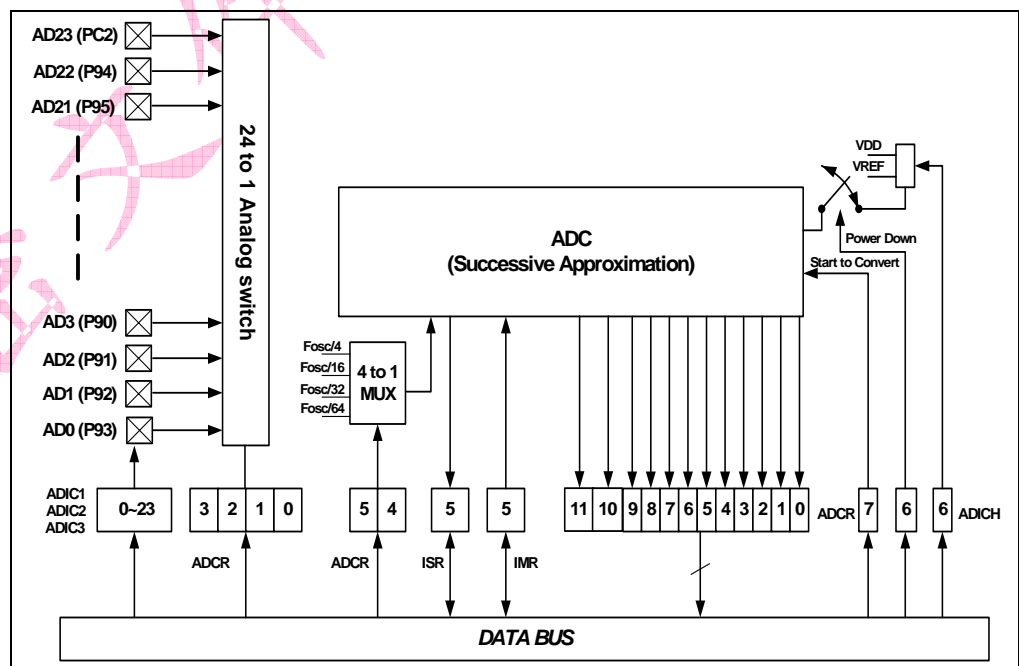 AD23 (PC2)
AD22 (P94)
AD21 (P95)
24 to 1 Analog switch
AD3 (P90)
AD2 (P91)
AD1 (P92)
AD0 (P93)
VDD
VREF
ADC
(Successive Approximation)
Power Down
Start to Convert
Fosc/4
Fosc/16
Fosc/32
Fosc/64
4 to 1
MUX
ADIC1
ADIC2
ADIC3
0~23
3 2 1 0
ADCR
5 4
ADCR
5
ISR
5
IMR
11 10 9 8 7 6 5 4 3 2 1 0
ADCR 7
6
6 ADICH
DATA BUS